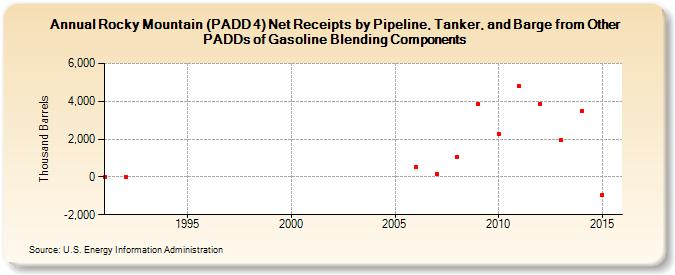 Annual Rocky Mountain (PADD 4) Net Receipts by Pipeline, Tanker, and Barge from Other
PADDs of Gasoline Blending Components
Thousand Barrels
6,000
4,000
2,000
0
-2,000
1995 2000 2005 2010 2015
Source: U.S. Energy Information Administration